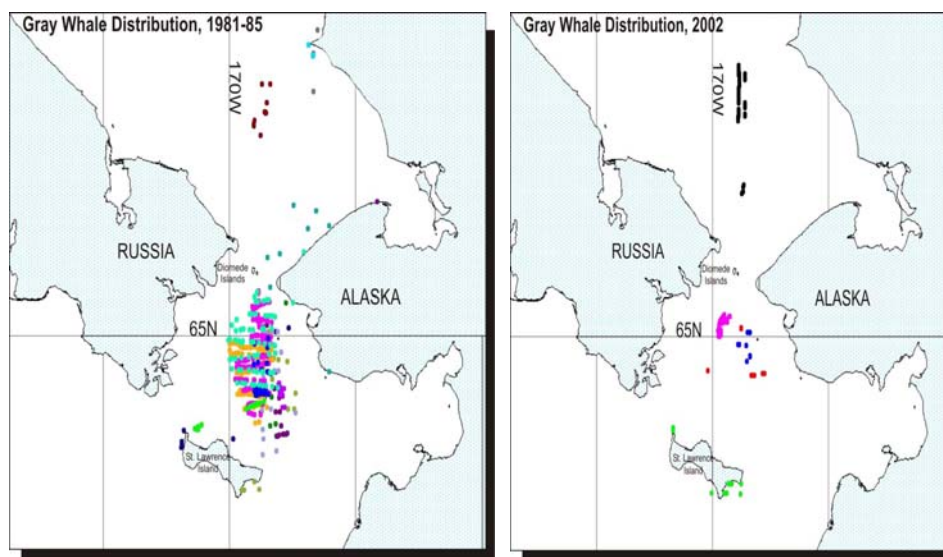 Gray Whale Distribution, 1981-85
170W
RUSSIA
Diomede
Islands
ALASKA
65N
St. Lawrence
Island
Gray Whale Distribution, 2002
170W
RUSSIA
Diomede
Islands
ALASKA
65N
St. Lawrence
Island